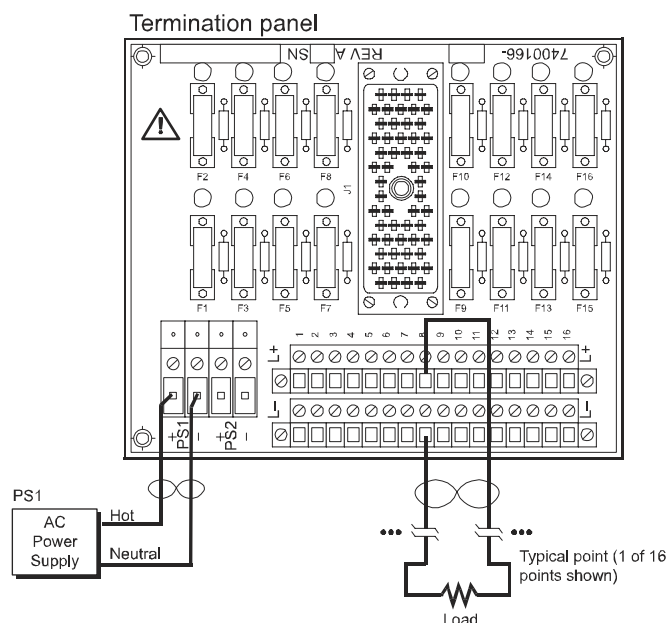 Termination panel
7400166-
REV A
SN
F2 F4 F6 F8 F10 F12 F14 F16
J1
F1 F3 F5 F7 F9 F11 F13 F15
1 2 3 4 5 6 7 8 9 10 11 12 13 14 15 16
L+ L+
L- L-
+ - + -
PS1 PS2
PS1
AC
Power
Supply
Hot
Neutral
••• •••
Typical point (1 of 16
points shown)
Load